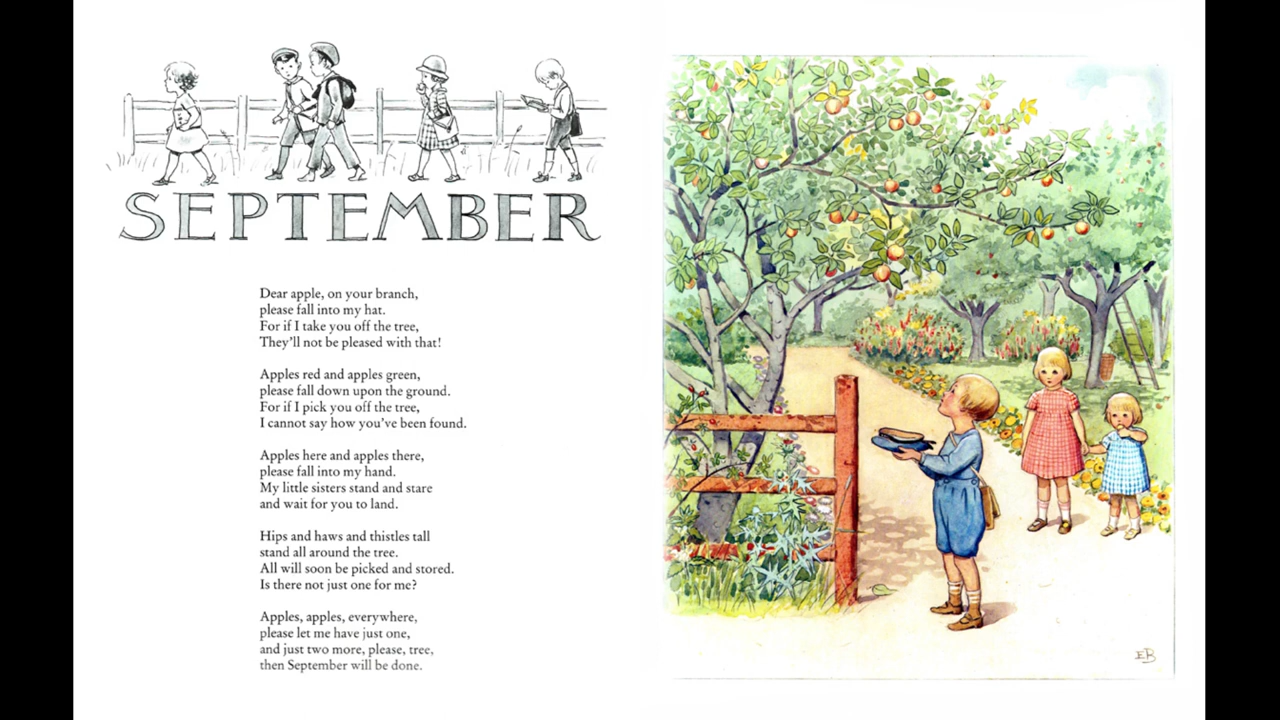 SEPTEMBER
Dear apple, on your branch,
please fall into my hat.
For if I take you off the tree,
They'll not be pleased with that!
Apples red and apples green,
please fall down upon the ground.
For if I pick you off the tree,
I cannot say how you've been found.
Apples here and apples there,
please fall into my hand.
My little sisters stand and stare
and wait for you to land.
Hips and haws and thistles tall
stand all around the tree.
All will soon be picked and stored.
Is there not just one for me?
Apples, apples, everywhere,
please let me have just one,
and just two more, please, tree,
then September will be done.
EB